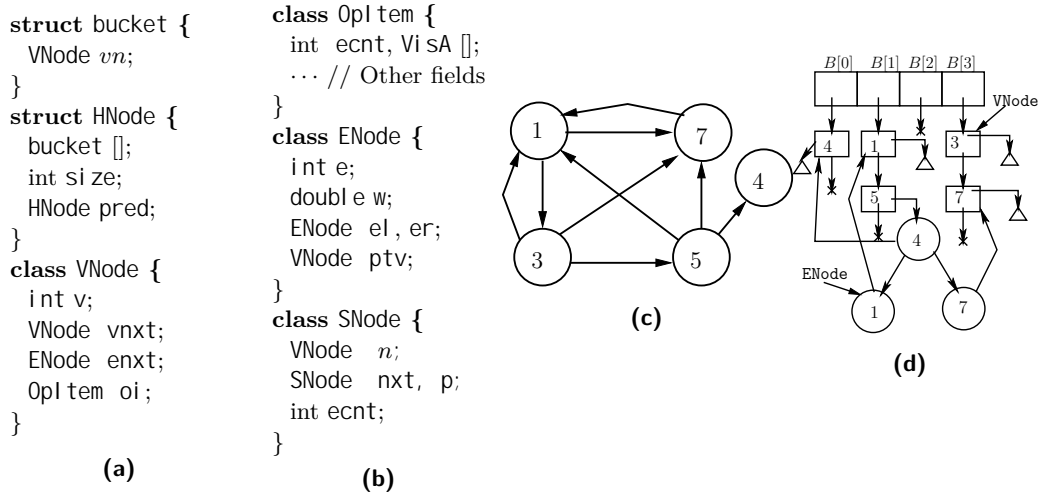 struct bucket {
VNode vn;
}
struct HNode {
bucket [];
int size;
HNode pred;
}
class VNode {
int v;
VNode vnxt;
ENode enxt;
OpItem oi;
}
(a)
class OpItem {
int ecnt, VisA [];
··· // Other fields
}
class ENode {
int e;
double w;
ENode el, er;
VNode ptv;
}
class SNode {
VNode n;
SNode nxt, p;
int ecnt;
}
(b)
1
7
4
3
5
(c)
B[0] B[1] B[2] B[3]
VNode
4
1
3
5
7
4
ENode
1
7
(d)